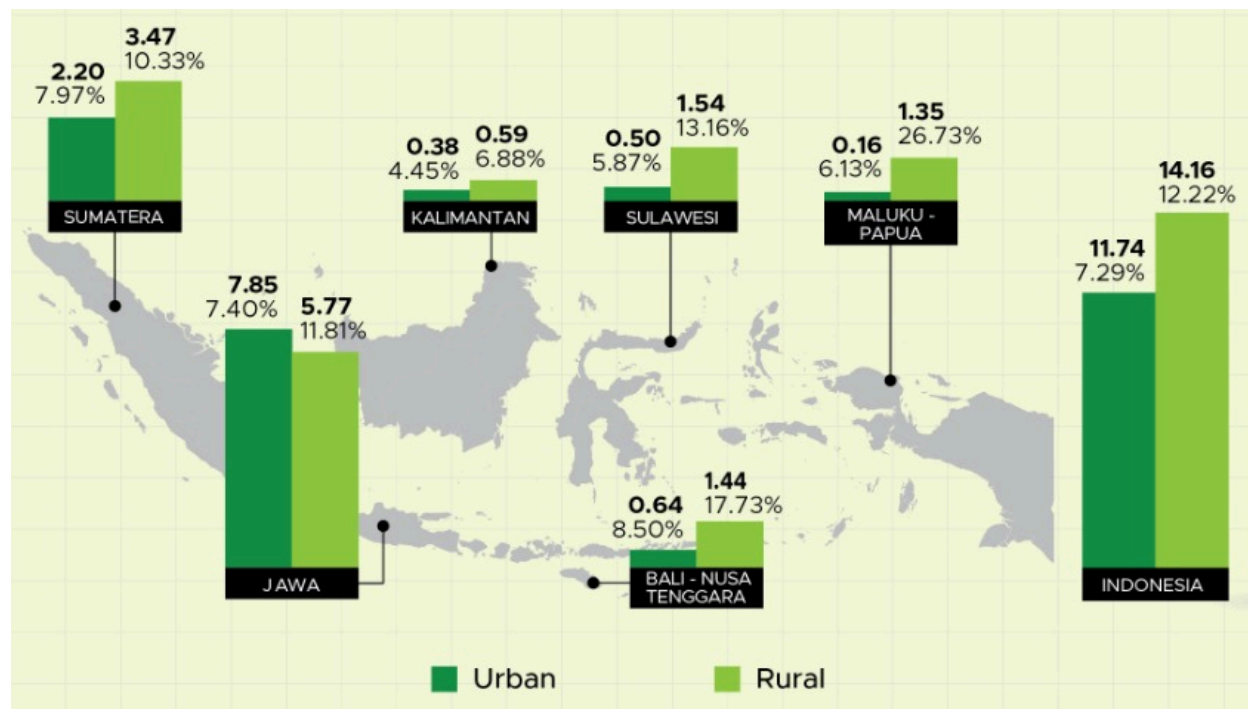 2.20
7.97%
3.47
10.33%
SUMATERA
0.38
4.45%
0.59
6.88%
KALIMANTAN
0.50
5.87%
1.54
13.16%
SULAWESI
0.16
6.13%
1.35
26.73%
MALUKU -
PAPUA
7.85
7.40%
5.77
11.81%
JAWA
0.64
8.50%
1.44
17.73%
BALI - NUSA
TENGGARA
11.74
7.29%
14.16
12.22%
INDONESIA
Urban
Rural